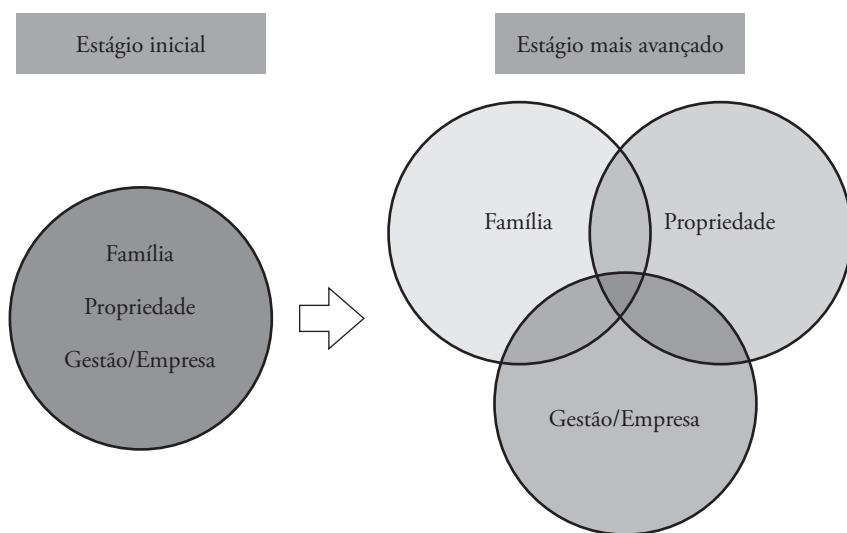 Estágio inicial
Estágio mais avançado
Família
Propriedade
Gestão/Empresa
Família
Propriedade
Gestão/Empresa